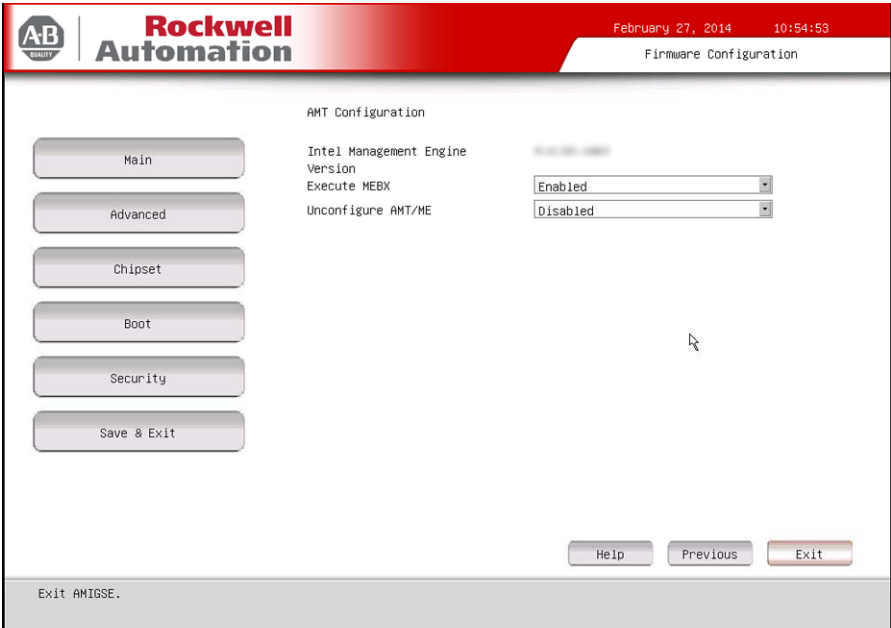 A-B
QUALITY
Rockwell
Automation
February 27, 2014 10:54:53
Firmware Configuration
AMT Configuration
Main
Advanced
Chipset
Boot
Security
Save & Exit
Intel Management Engine
Version
Execute MEBX Enabled
Unconfigure AMT/ME Disabled
Help Previous Exit
Exit AMIGSE.